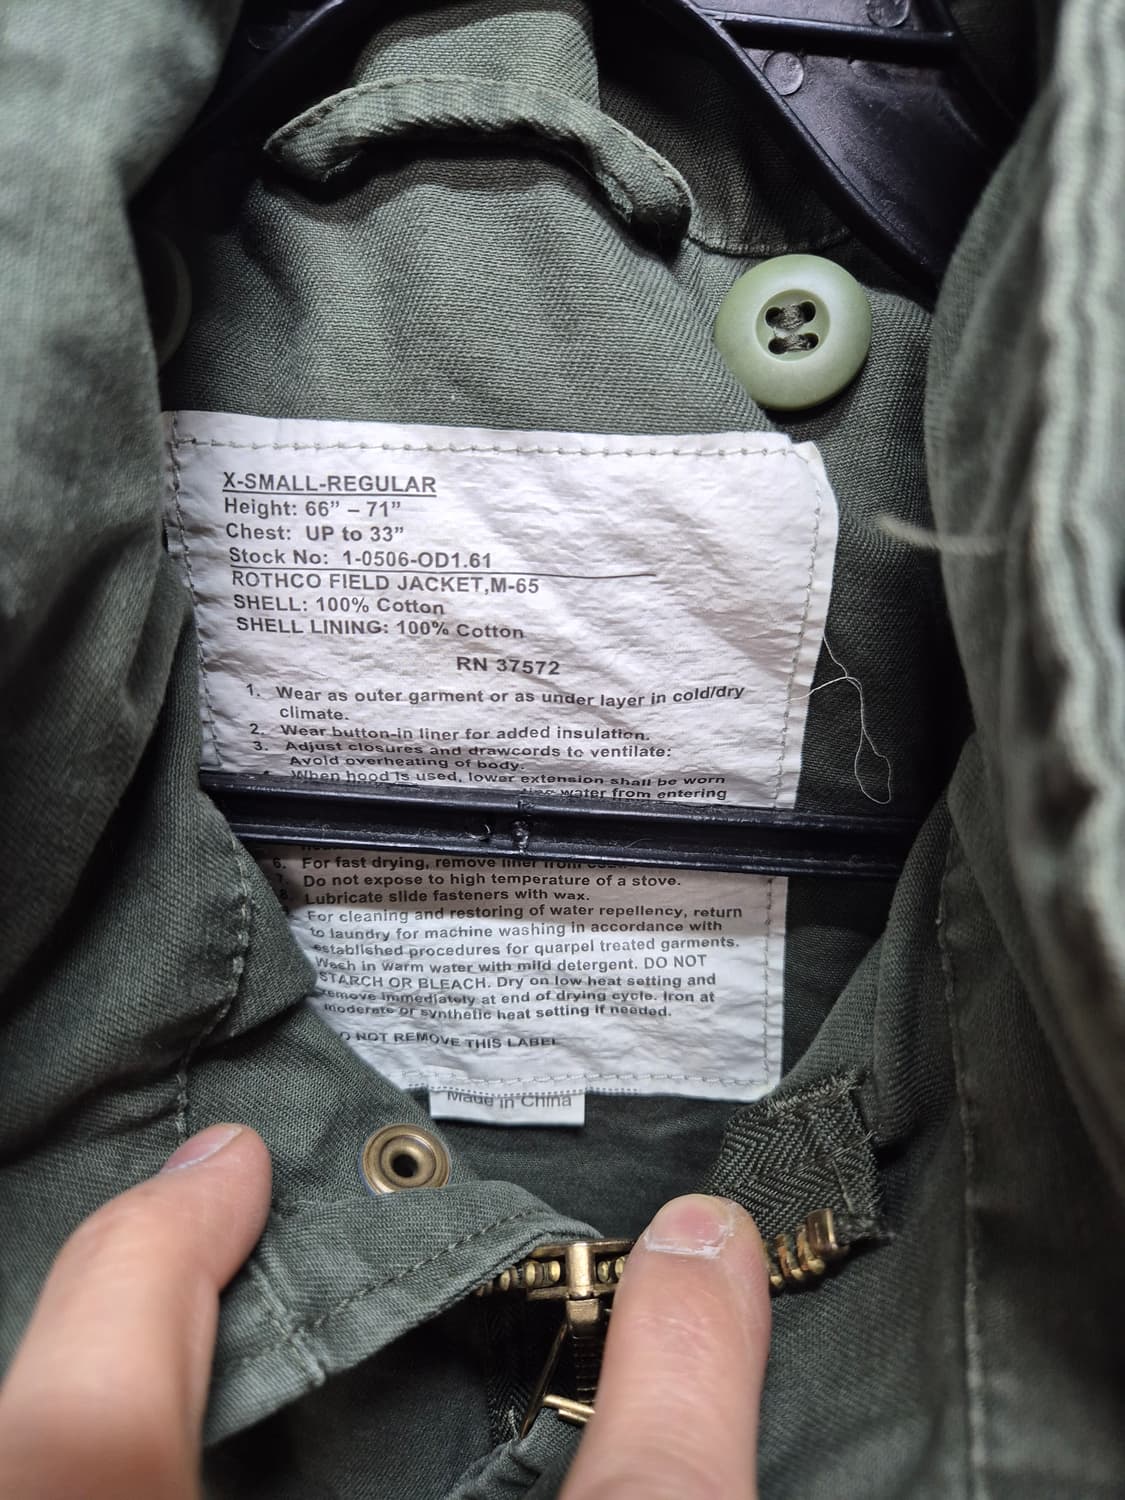 X-SMALL-REGULAR
Height: 66” – 71”
Chest: UP to 33”
Stock No: 1-0506-OD1.61
ROTHCO FIELD JACKET,M-65
SHELL: 100% Cotton
SHELL LINING: 100% Cotton
RN 37572
1. Wear as outer garment or as under layer in cold/dry
climate.
2. Wear button-in liner for added insulation.
3. Adjust closures and drawcords to ventilate:
Avoid overheating of body.
When hood is used, lower extension shall be worn
water from entering
6. For fast drying, remove liner from
7. Do not expose to high temperature of a stove.
8. Lubricate slide fasteners with wax.
For cleaning and restoring of water repellency, return
to laundry for machine washing in accordance with
established procedures for quarpel treated garments.
Wash in warm water with mild detergent. DO NOT
STARCH OR BLEACH. Dry on low heat setting and
remove immediately at end of drying cycle. Iron at
moderate or synthetic heat setting if needed.
DO NOT REMOVE THIS LABEL
Made in China